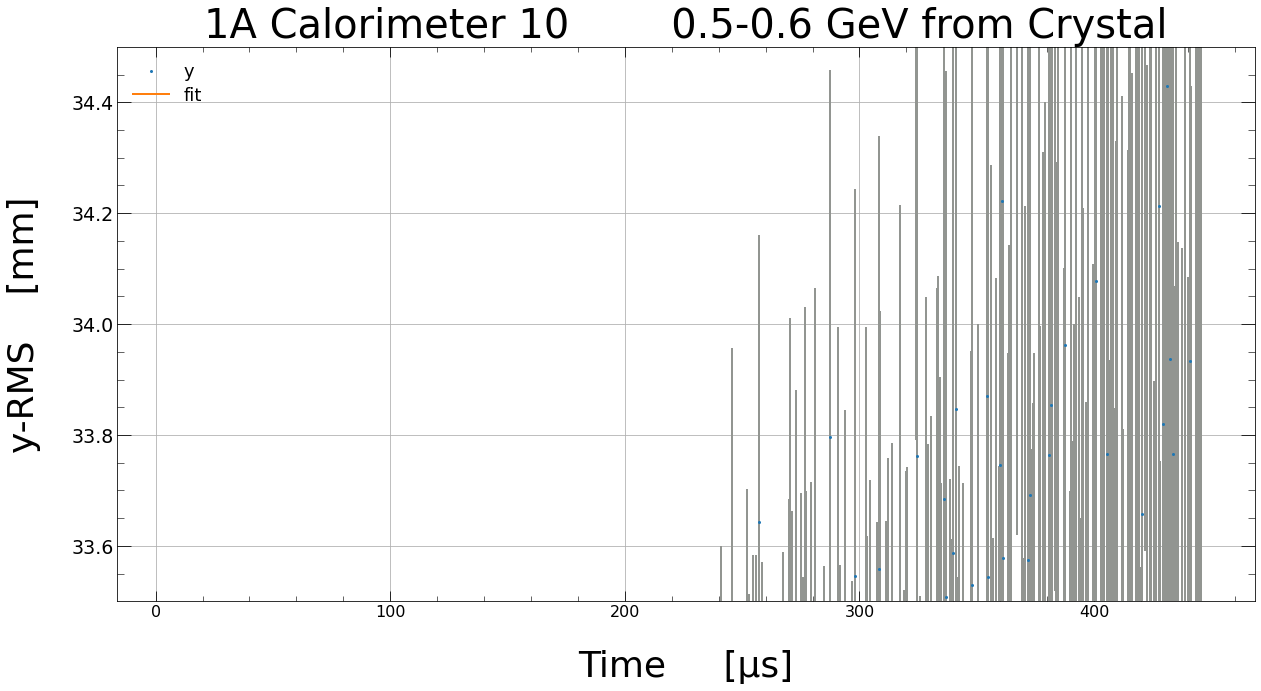 1A Calorimeter 10 0.5-0.6 GeV from Crystal
y
fit
34.4
34.2
34.0
33.8
33.6
y-RMS [mm]
0 100 200 300 400
Time [µs]